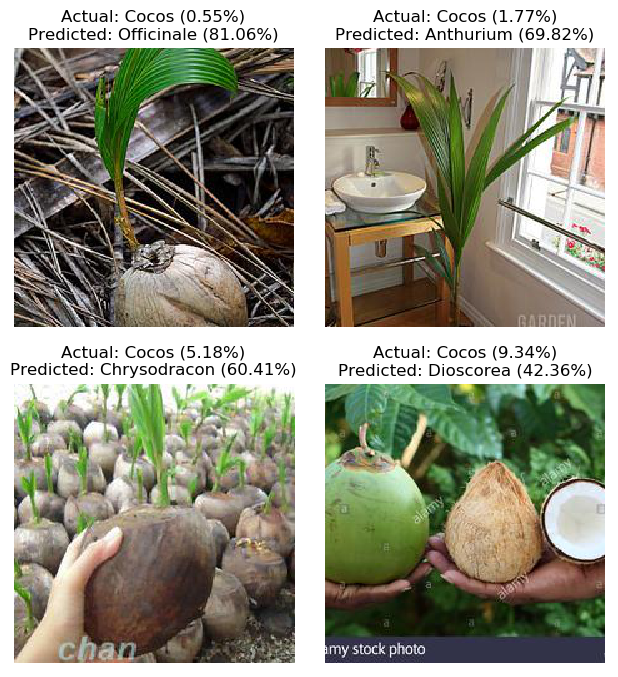 Actual: Cocos (0.55%)
Predicted: Officinale (81.06%)
Actual: Cocos (1.77%)
Predicted: Anthurium (69.82%)
GARDEN
Actual: Cocos (5.18%)
Predicted: Chrysodracon (60.41%)
chan
Actual: Cocos (9.34%)
Predicted: Dioscorea (42.36%)
a
a
a
alamy
alamy
a
a
alamy
a
a
amy stock photo